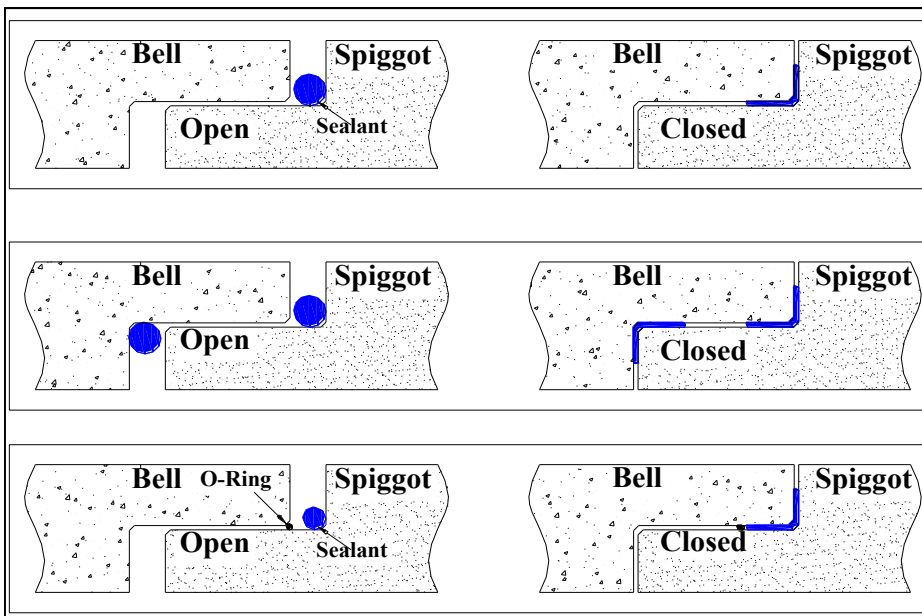 Bell Spiggot
Open Sealant
Bell Spiggot
Closed
Bell Spiggot
Open
Bell Spiggot
Closed
Bell O-Ring Spiggot
Open Sealant
Bell Spiggot
Closed